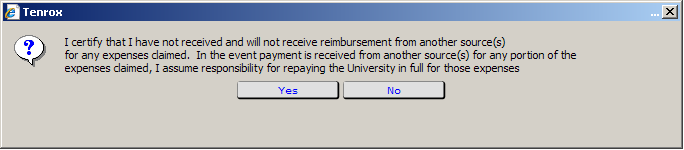 Tenrox
...
I certify that I have not received and will not receive reimbursement from another source(s)
for any expenses claimed. In the event payment is received from another source(s) for any portion of the
expenses claimed, I assume responsibility for repaying the University in full for those expenses
Yes No